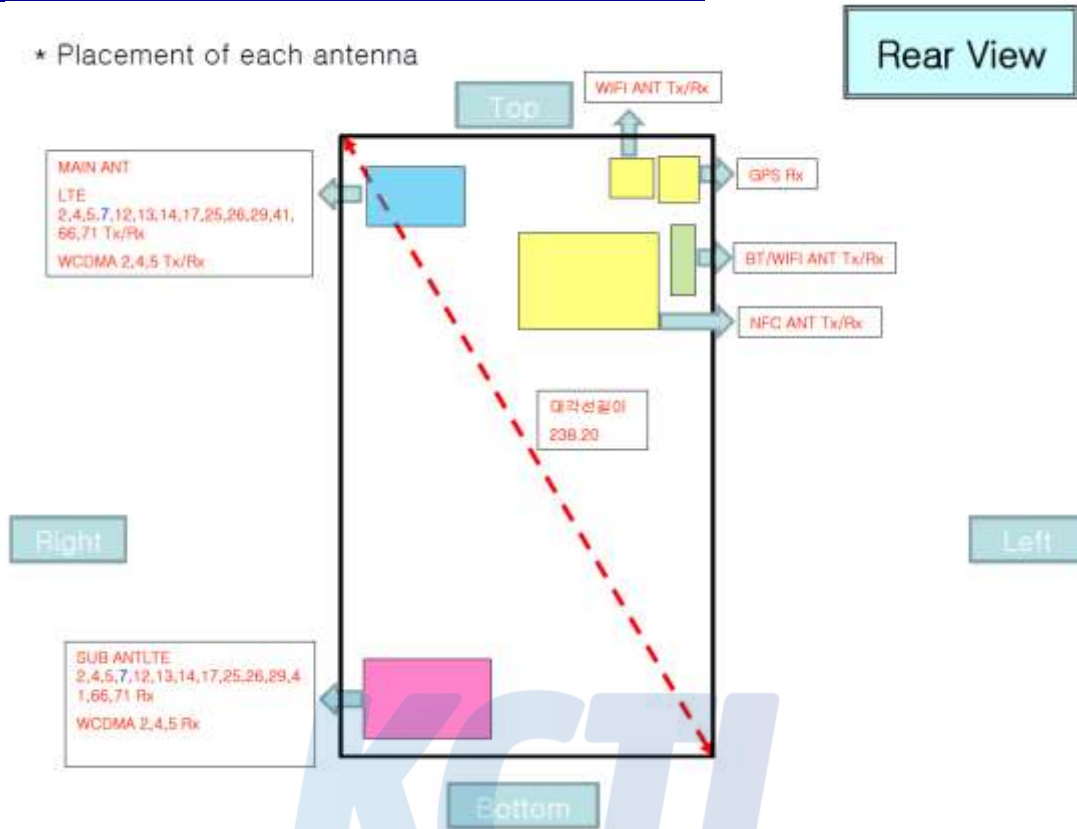 * Placement of each antenna
Rear View
Top
WIFI ANT Tx/Rx
MAIN ANT
LTE
2,4,5,7,12,13,14,17,25,26,29,41,
66,71 Tx/Rx
WCDMA 2,4,5 Tx/Rx
GPS Rx
BT/WIFI ANT Tx/Rx
NFC ANT Tx/Rx
대각선길이
238.20
Right
Left
SUB ANTLTE
2,4,5,7,12,13,14,17,25,26,29,4
1,66,71 Rx
WCDMA 2,4,5 Rx
Bottom
KCTL